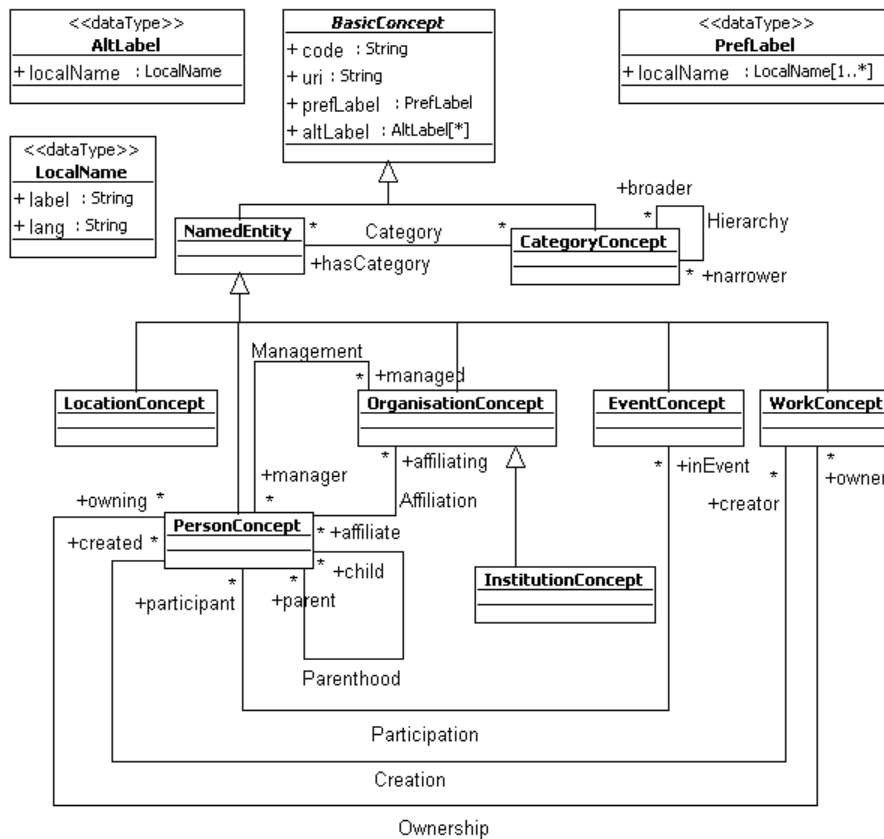 <<dataType>>
AltLabel
+ localName : LocalName
BasicConcept
+ code : String
+ uri : String
+ prefLabel : PrefLabel
+ altLabel : AltLabel[*]
<<dataType>>
PrefLabel
+ localName : LocalName[1..*]
<<dataType>>
LocalName
+ label : String
+ lang : String
NamedEntity
*
Category
*
+hasCategory
CategoryConcept
+broader
*
Hierarchy
*
+narrower
Management
*
+managed
LocationConcept
OrganisationConcept
EventConcept
WorkConcept
*
+affiliating
*
+inEvent
*
+creator
*
+owner
+manager
*
Affiliation
+owning *
+created *
PersonConcept
*
+affiliate
*
+child
*
+participant
*
+parent
InstitutionConcept
Parenthood
Participation
Creation
Ownership